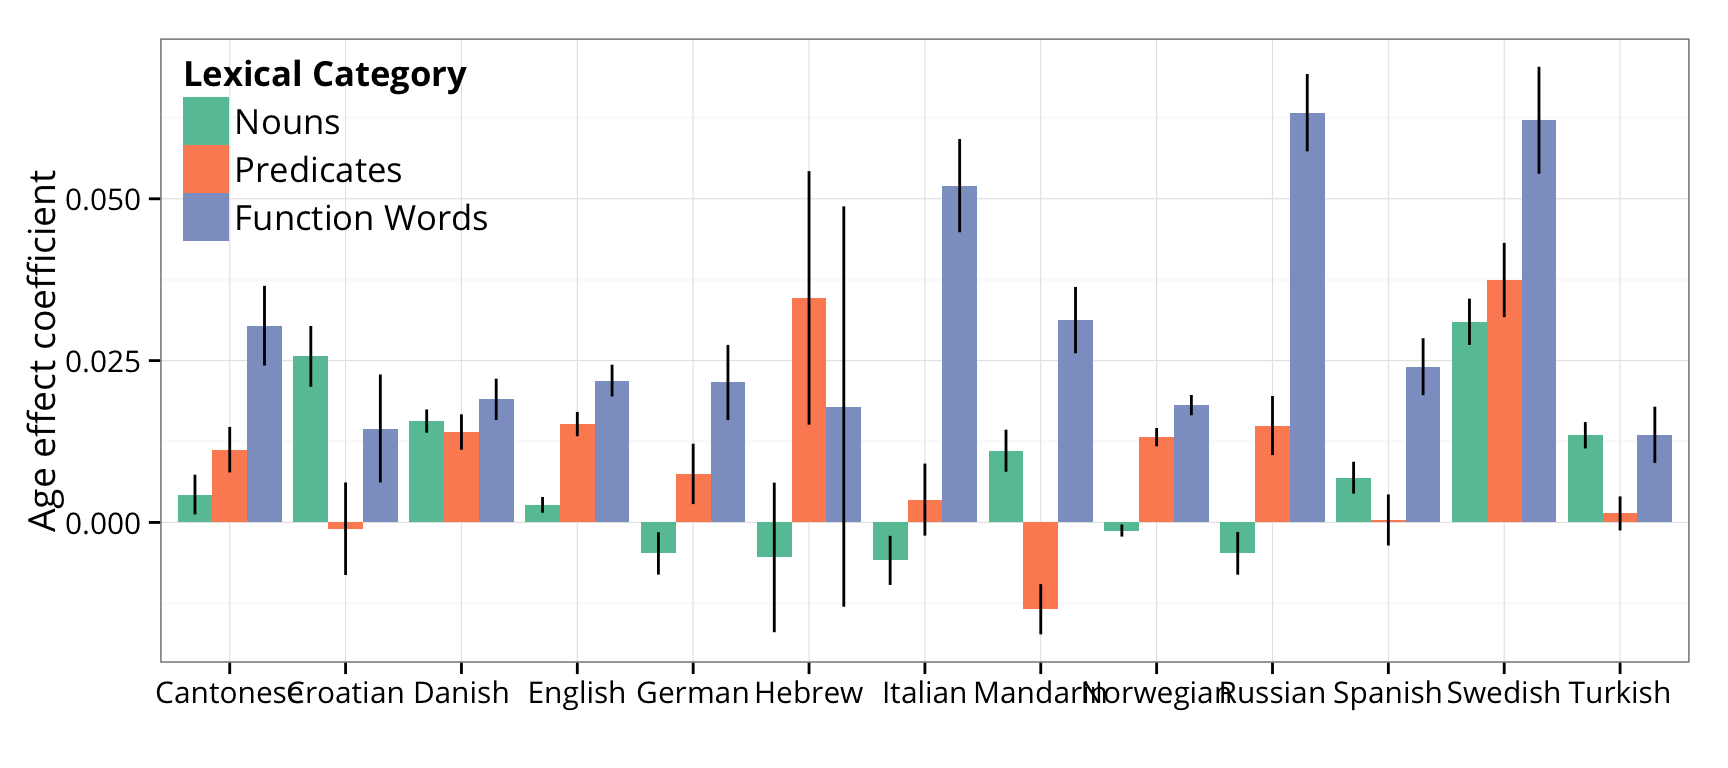 Lexical Category
Nouns
Predicates
Function Words
Age effect coefficient
0.050
0.025
0.000
Cantonese Croatian Danish English German Hebrew Italian Mandarin Norwegian Russian Spanish Swedish Turkish